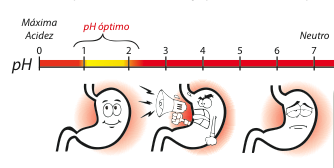 Máxima
Acidez
pH óptimo
Neutro
0 1 2 3 4 5 6 7
pH